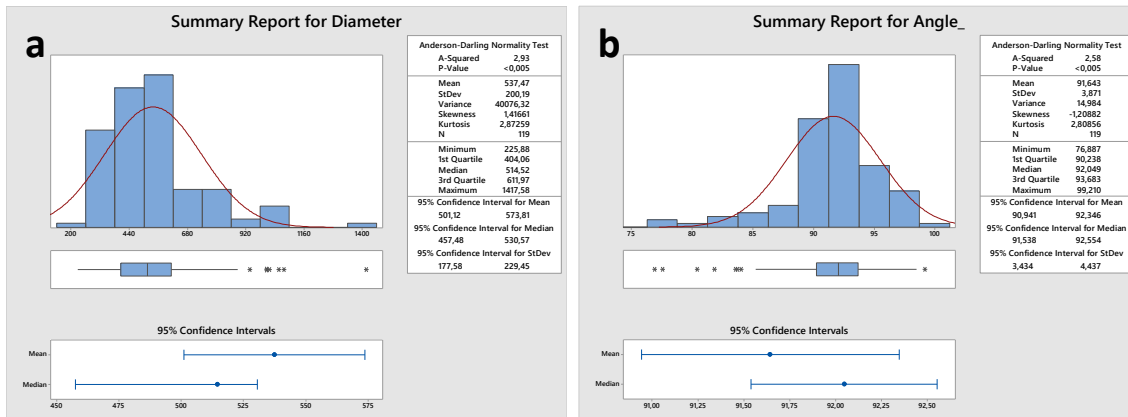 a
Summary Report for Diameter
Anderson-Darling Normality Test
A-Squared 2,93
P-Value <0,005
Mean 537,47
StDev 200,19
Variance 40076,32
Skewness 1,41661
Kurtosis 2,87259
N 119
Minimum 225,88
1st Quartile 404,06
Median 514,52
3rd Quartile 611,97
Maximum 1417,58
95% Confidence Interval for Mean
501,12 573,81
95% Confidence Interval for Median
457,48 530,57
95% Confidence Interval for StDev
177,58 229,45
200 440 680 920 1160 1400
95% Confidence Intervals
Mean
Median
450 475 500 525 550 575
b
Summary Report for Angle_
Anderson-Darling Normality Test
A-Squared 2,58
P-Value <0,005
Mean 91,643
StDev 3,871
Variance 14,984
Skewness -1,20882
Kurtosis 2,80856
N 119
Minimum 76,887
1st Quartile 90,238
Median 92,049
3rd Quartile 93,683
Maximum 99,210
95% Confidence Interval for Mean
90,941 92,346
95% Confidence Interval for Median
91,538 92,554
95% Confidence Interval for StDev
3,434 4,437
75 80 85 90 95 100
95% Confidence Intervals
Mean
Median
91,00 91,25 91,50 91,75 92,00 92,25 92,50